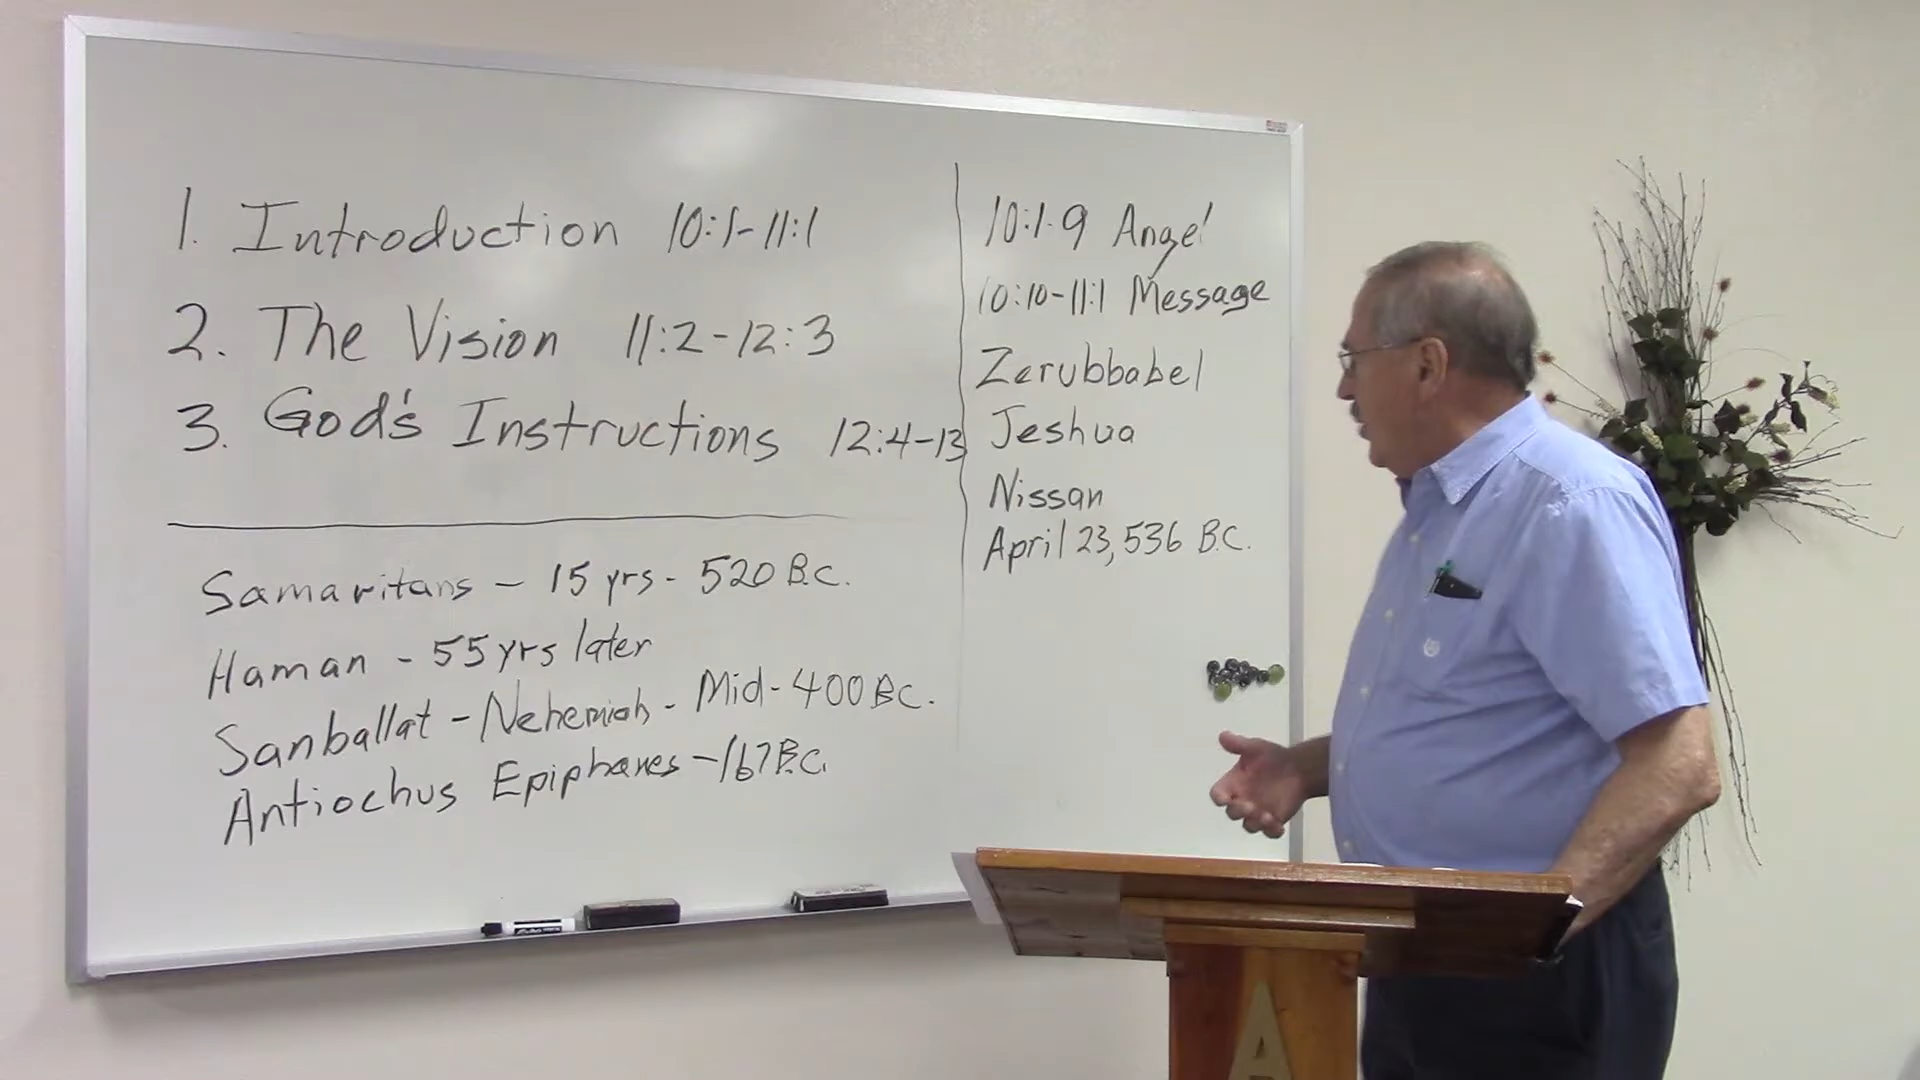 1. Introduction 10:1-11:1
2. The Vision 11:2-12:3
3. God's Instructions 12:4-13
Samaritans - 15 yrs - 520 B.C.
Haman - 55 yrs later
Sanballat - Nehemiah - Mid-400 B.C.
Antiochus Epiphanes - 167 B.C.
10:1-9 Angel
10:10-11:1 Message
Zerubbabel
Jeshua
Nissan
April 23, 536 B.C.
A